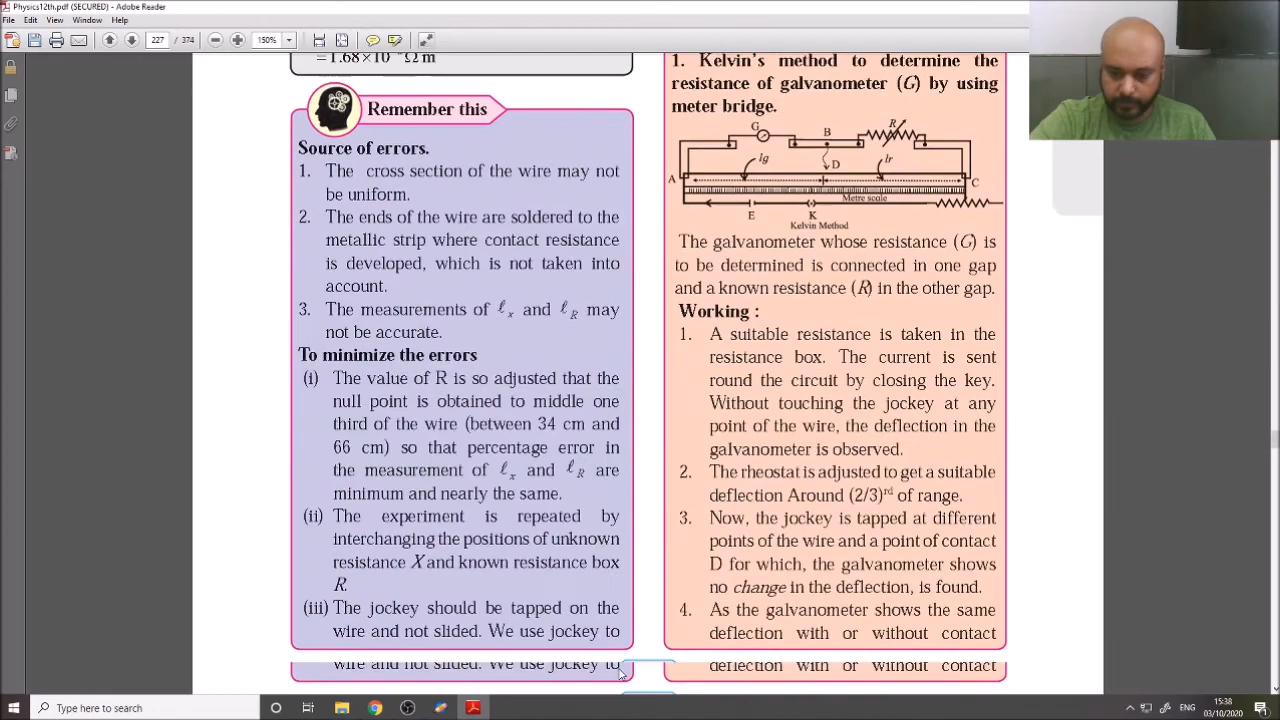 Physics12th.pdf (SECURED) - Adobe Reader
File Edit View Window Help
227 / 374 150%
= 1.68×10 Ω m
Remember this
Source of errors.
1. The cross section of the wire may not
be uniform.
2. The ends of the wire are soldered to the
metallic strip where contact resistance
is developed, which is not taken into
account.
3. The measurements of ℓx and ℓR may
not be accurate.
To minimize the errors
(i) The value of R is so adjusted that the
null point is obtained to middle one
third of the wire (between 34 cm and
66 cm) so that percentage error in
the measurement of ℓx and ℓR are
minimum and nearly the same.
(ii) The experiment is repeated by
interchanging the positions of unknown
resistance X and known resistance box
R.
(iii) The jockey should be tapped on the
wire and not slided. We use jockey to
wire and not slided. We use jockey to
1. Kelvin's method to determine the
resistance of galvanometer (G) by using
meter bridge.
G B R
lg D lr
A C
Metre scale
E K
Kelvin Method
The galvanometer whose resistance (G) is
to be determined is connected in one gap
and a known resistance (R) in the other gap.
Working :
1. A suitable resistance is taken in the
resistance box. The current is sent
round the circuit by closing the key.
Without touching the jockey at any
point of the wire, the deflection in the
galvanometer is observed.
2. The rheostat is adjusted to get a suitable
deflection Around (2/3)rd of range.
3. Now, the jockey is tapped at different
points of the wire and a point of contact
D for which, the galvanometer shows
no change in the deflection, is found.
4. As the galvanometer shows the same
deflection with or without contact
deflection with or without contact
Type here to search
ENG
15:38
03/10/2020
1